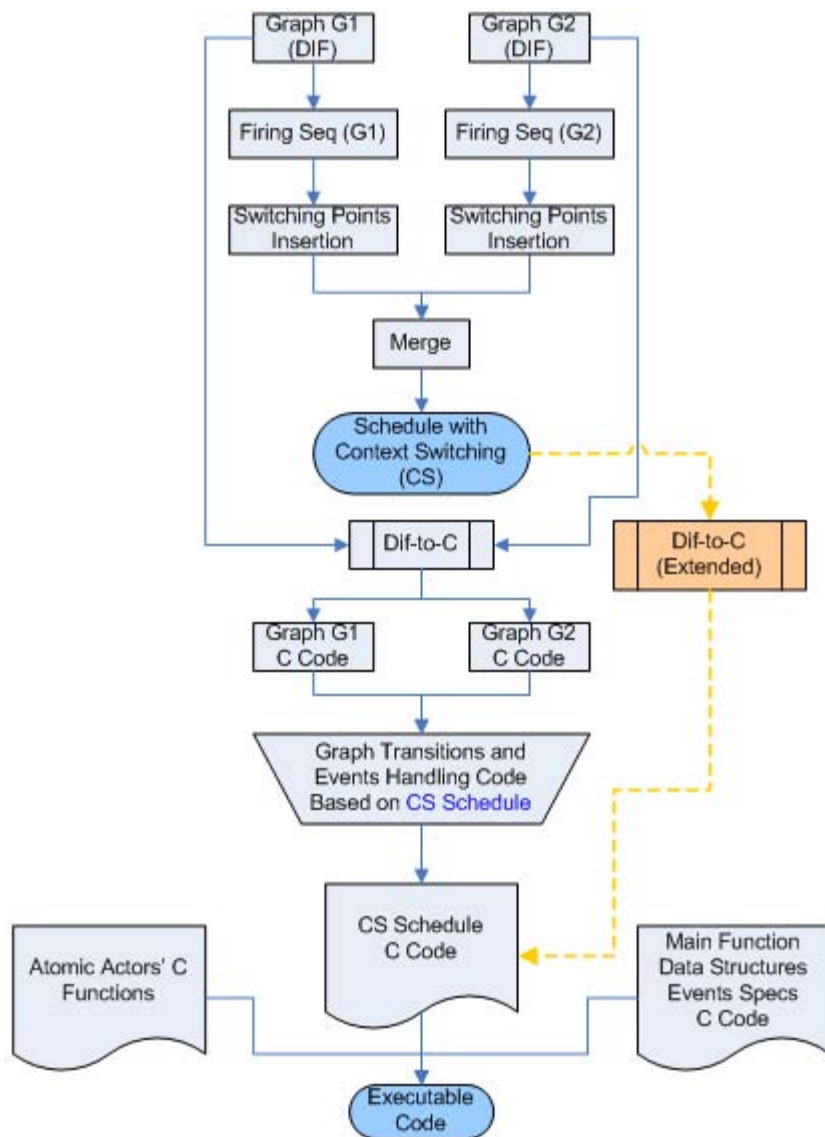 Graph G1
(DIF)
Graph G2
(DIF)
Firing Seq (G1)
Firing Seq (G2)
Switching Points
Insertion
Switching Points
Insertion
Merge
Schedule with
Context Switching
(CS)
Dif-to-C
Dif-to-C
(Extended)
Graph G1
C Code
Graph G2
C Code
Graph Transitions and
Events Handling Code
Based on CS Schedule
CS Schedule
C Code
Atomic Actors' C
Functions
Main Function
Data Structures
Events Specs
C Code
Executable
Code